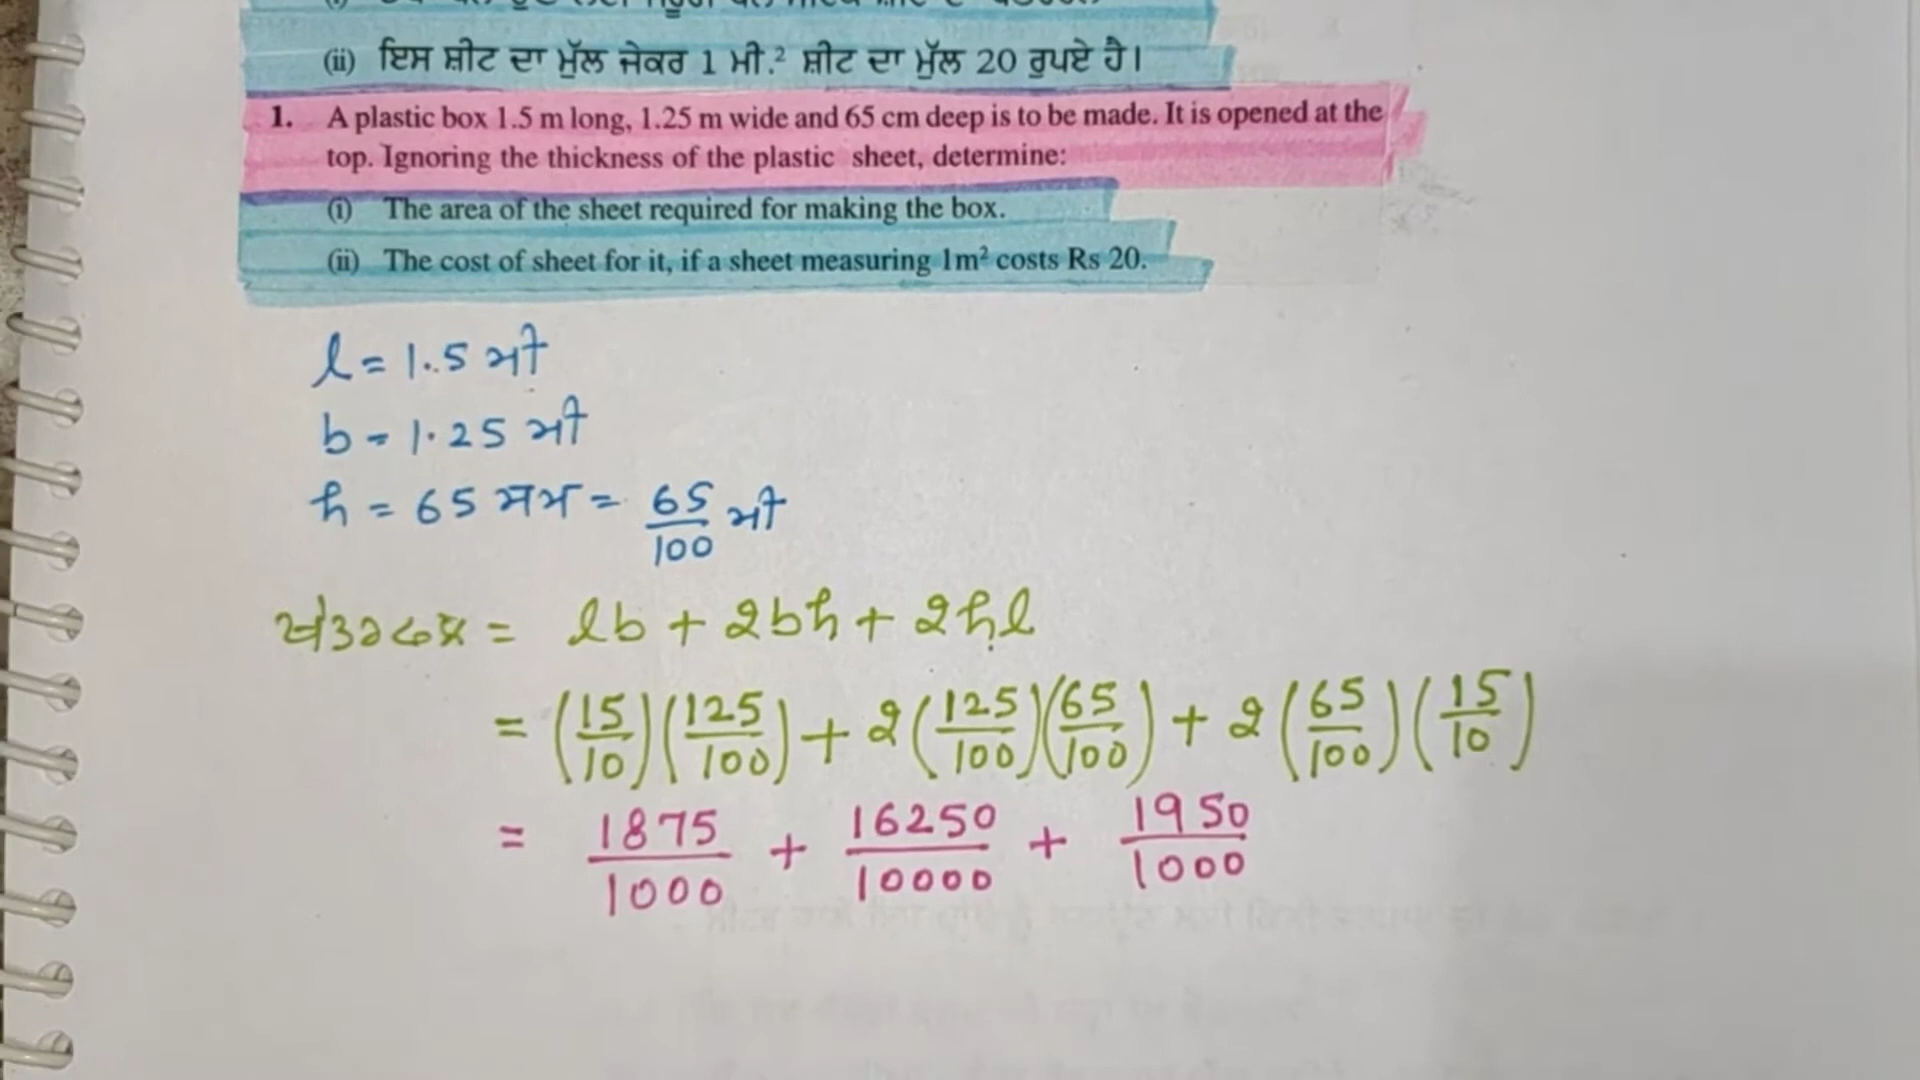 (ii) ਇਸ ਸ਼ੀਟ ਦਾ ਮੁੱਲ ਜੇਕਰ 1 ਮੀ.² ਸ਼ੀਟ ਦਾ ਮੁੱਲ 20 ਰੁਪਏ ਹੈ।
1. A plastic box 1.5 m long, 1.25 m wide and 65 cm deep is to be made. It is opened at the
top. Ignoring the thickness of the plastic sheet, determine:
(i) The area of the sheet required for making the box.
(ii) The cost of sheet for it, if a sheet measuring 1m² costs Rs 20.
l = 1.5 ਮੀ
b = 1.25 ਮੀ
h = 65 ਸਮ = 65/100 ਮੀ
ਖੇਤਰਫਲ = lb + 2bh + 2hl
= (15/10)(125/100) + 2(125/100)(65/100) + 2(65/100)(15/10)
= 1875/1000 + 16250/10000 + 1950/1000